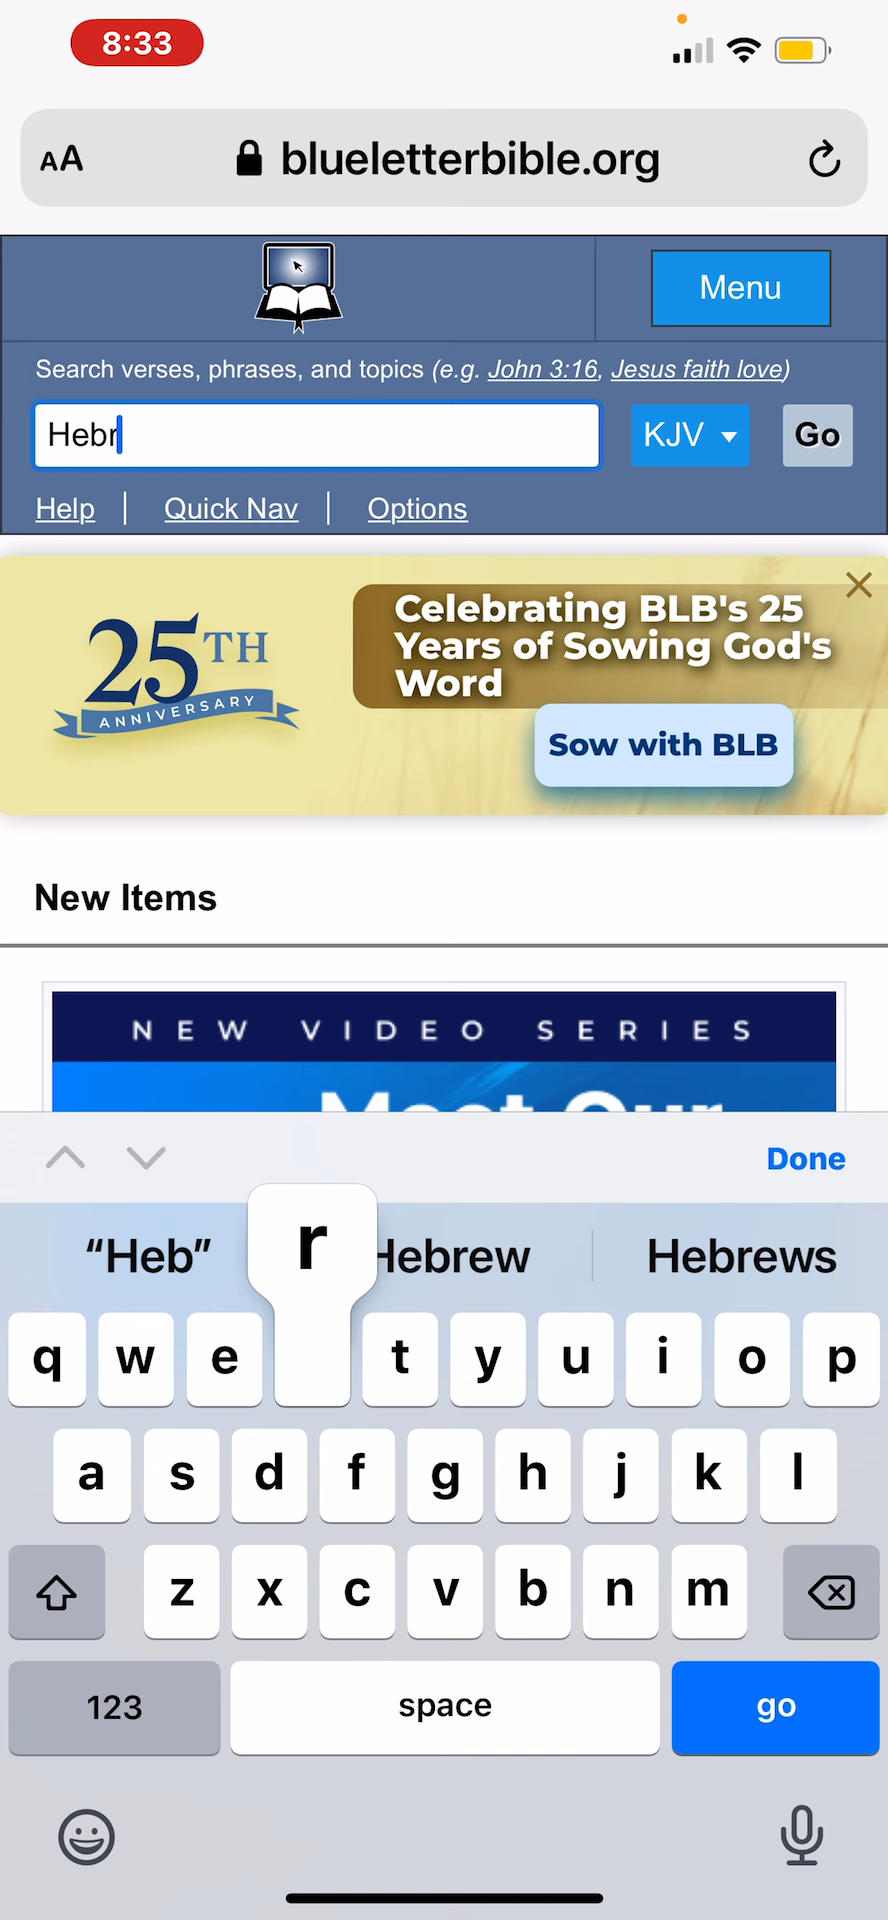 8:33
AA blueletterbible.org
Menu
Search verses, phrases, and topics (e.g. John 3:16, Jesus faith love)
Hebr KJV Go
Help | Quick Nav | Options
25TH
ANNIVERSARY
Celebrating BLB's 25
Years of Sowing God's
Word
Sow with BLB
New Items
NEW VIDEO SERIES
Meet Our
Done
“Heb” r Hebrew Hebrews
q w e t y u i o p
a s d f g h j k l
z x c v b n m
123 space go